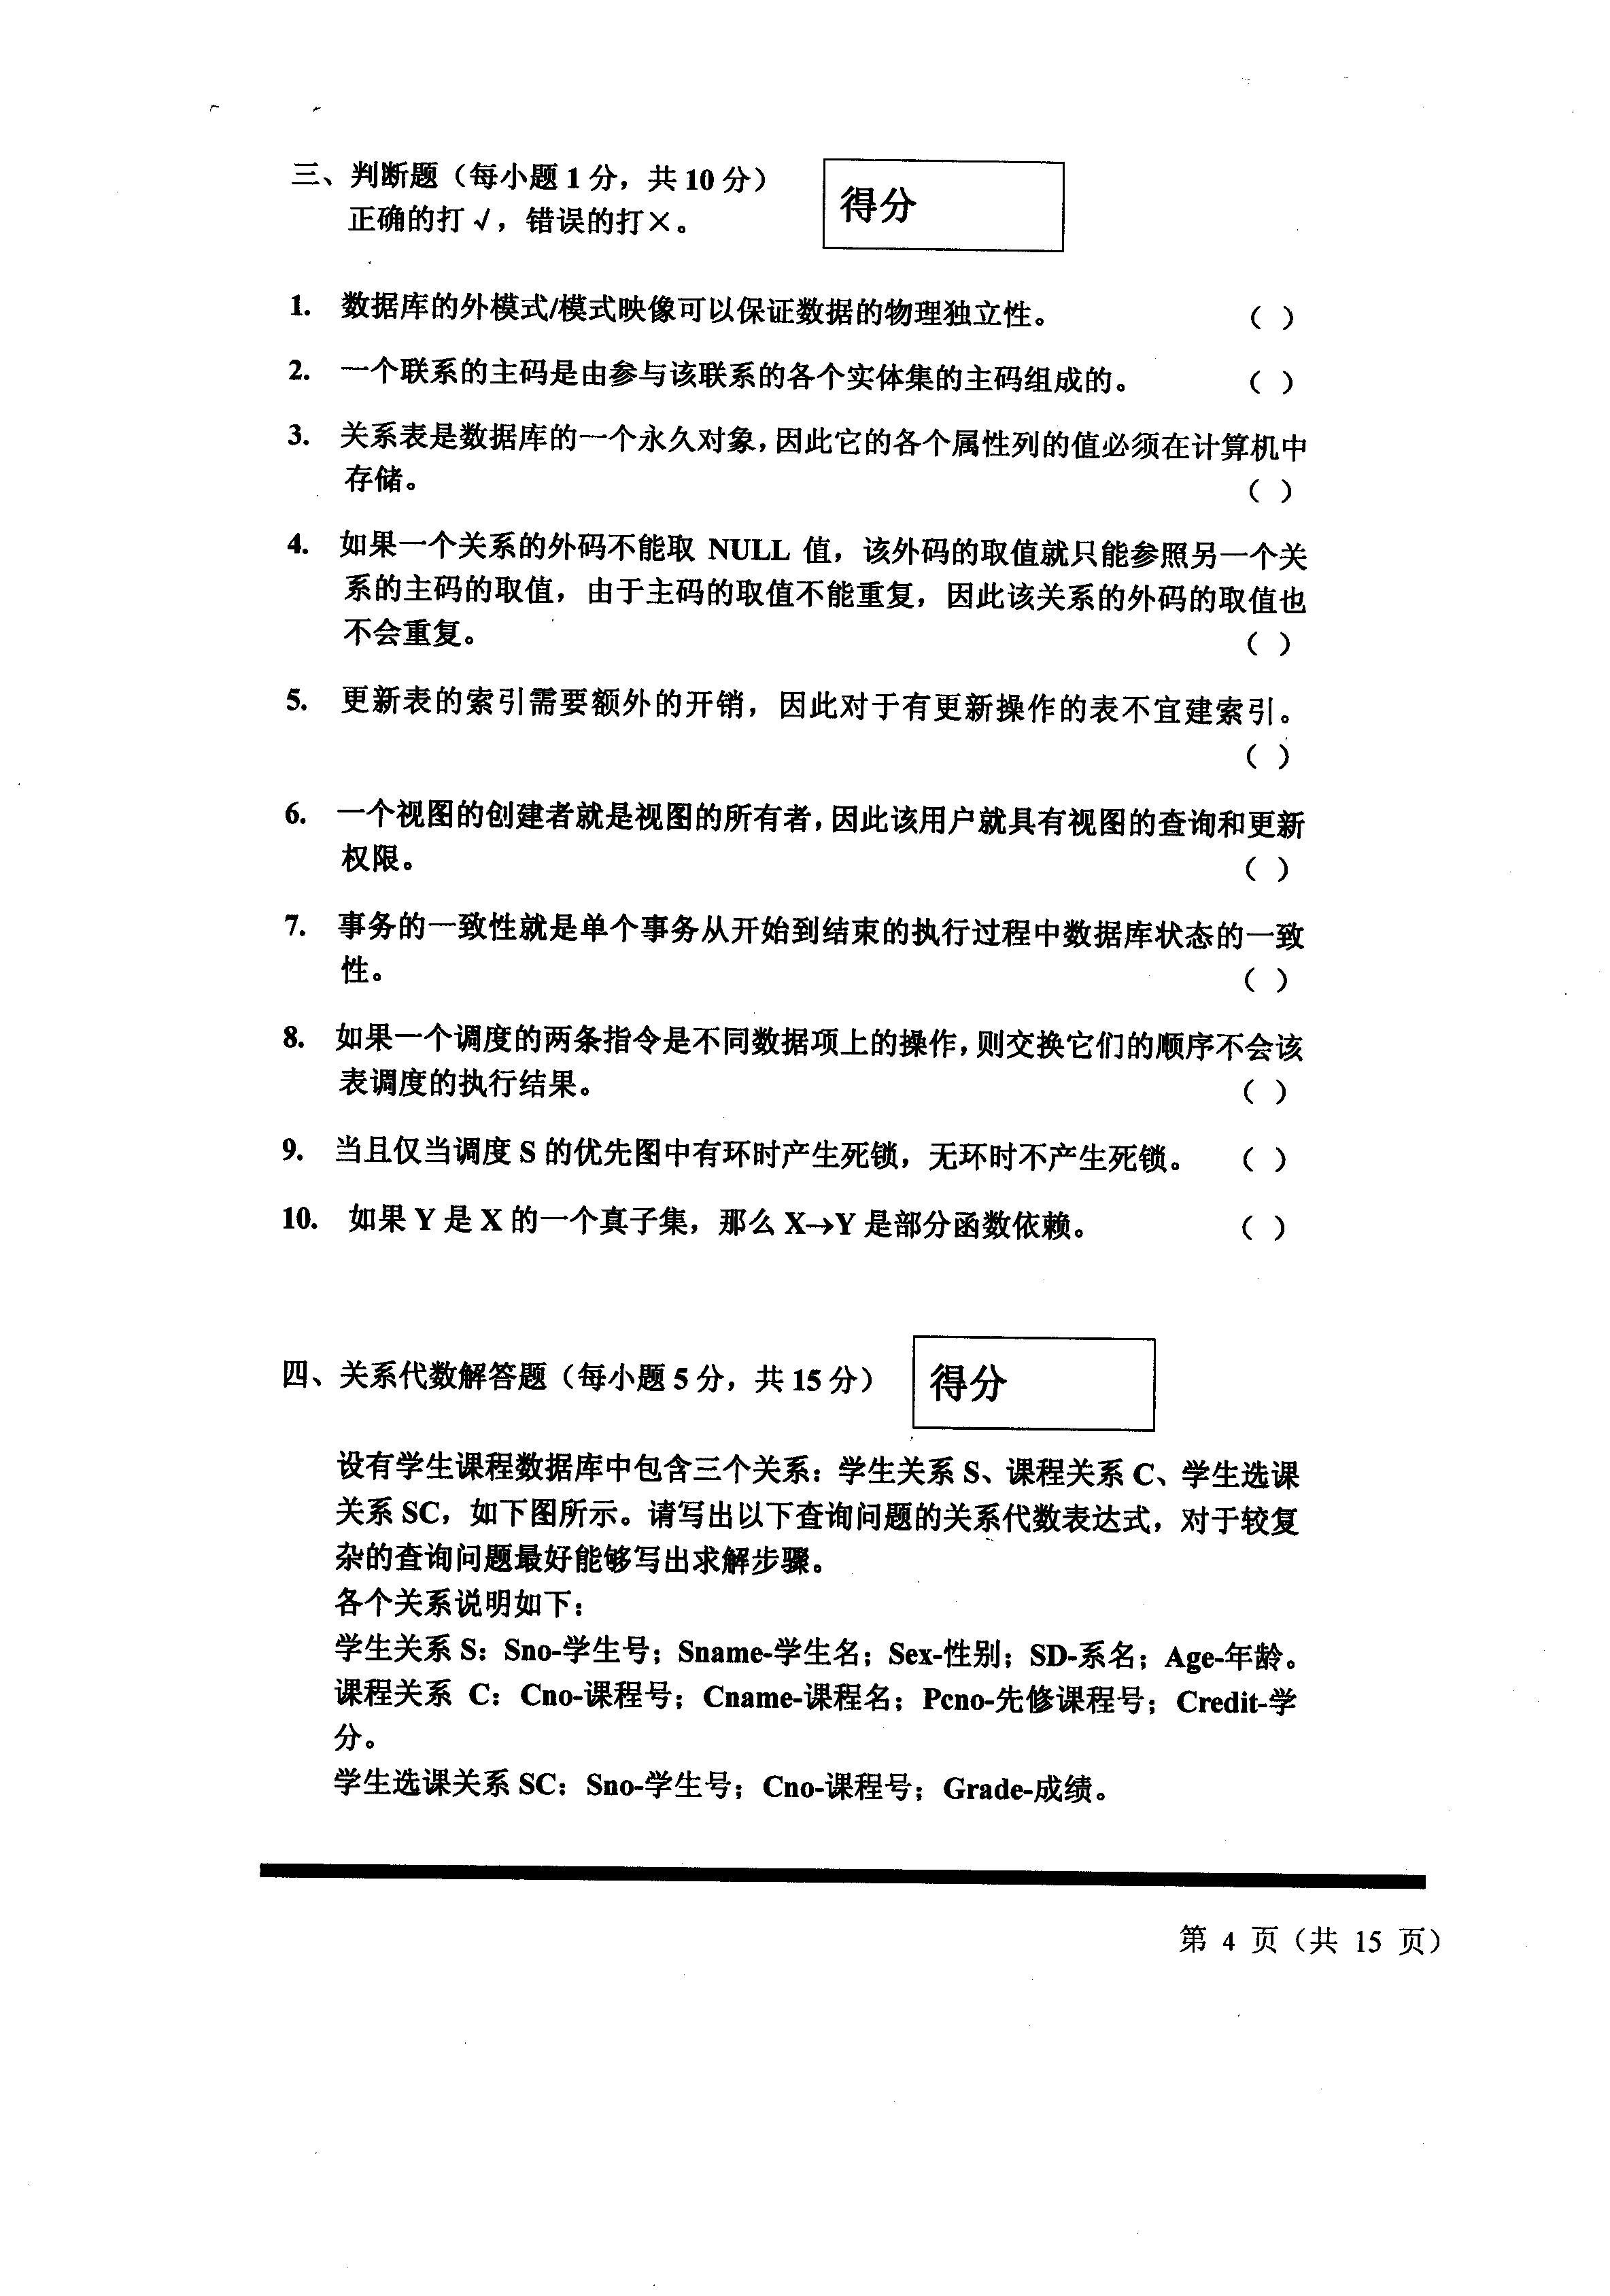 三、判断题（每小题 1 分，共 10 分）
正确的打 √，错误的打×。
得分
1. 数据库的外模式/模式映像可以保证数据的物理独立性。 （ ）
2. 一个联系的主码是由参与该联系的各个实体集的主码组成的。 （ ）
3. 关系表是数据库的一个永久对象，因此它的各个属性列的值必须在计算机中
存储。 （ ）
4. 如果一个关系的外码不能取 NULL 值，该外码的取值就只能参照另一个关
系的主码的取值，由于主码的取值不能重复，因此该关系的外码的取值也
不会重复。 （ ）
5. 更新表的索引需要额外的开销，因此对于有更新操作的表不宜建索引。
（ ）
6. 一个视图的创建者就是视图的所有者，因此该用户就具有视图的查询和更新
权限。 （ ）
7. 事务的一致性就是单个事务从开始到结束的执行过程中数据库状态的一致
性。 （ ）
8. 如果一个调度的两条指令是不同数据项上的操作，则交换它们的顺序不会该
表调度的执行结果。 （ ）
9. 当且仅当调度 S 的优先图中有环时产生死锁，无环时不产生死锁。 （ ）
10. 如果 Y 是 X 的一个真子集，那么 X→Y 是部分函数依赖。 （ ）
四、关系代数解答题（每小题 5 分，共 15 分）
得分
设有学生课程数据库中包含三个关系：学生关系 S、课程关系 C、学生选课
关系 SC，如下图所示。请写出以下查询问题的关系代数表达式，对于较复
杂的查询问题最好能够写出求解步骤。
各个关系说明如下：
学生关系 S：Sno-学生号；Sname-学生名；Sex-性别；SD-系名；Age-年龄。
课程关系 C：Cno-课程号；Cname-课程名；Pcno-先修课程号；Credit-学
分。
学生选课关系 SC：Sno-学生号；Cno-课程号；Grade-成绩。
第 4 页（共 15 页）